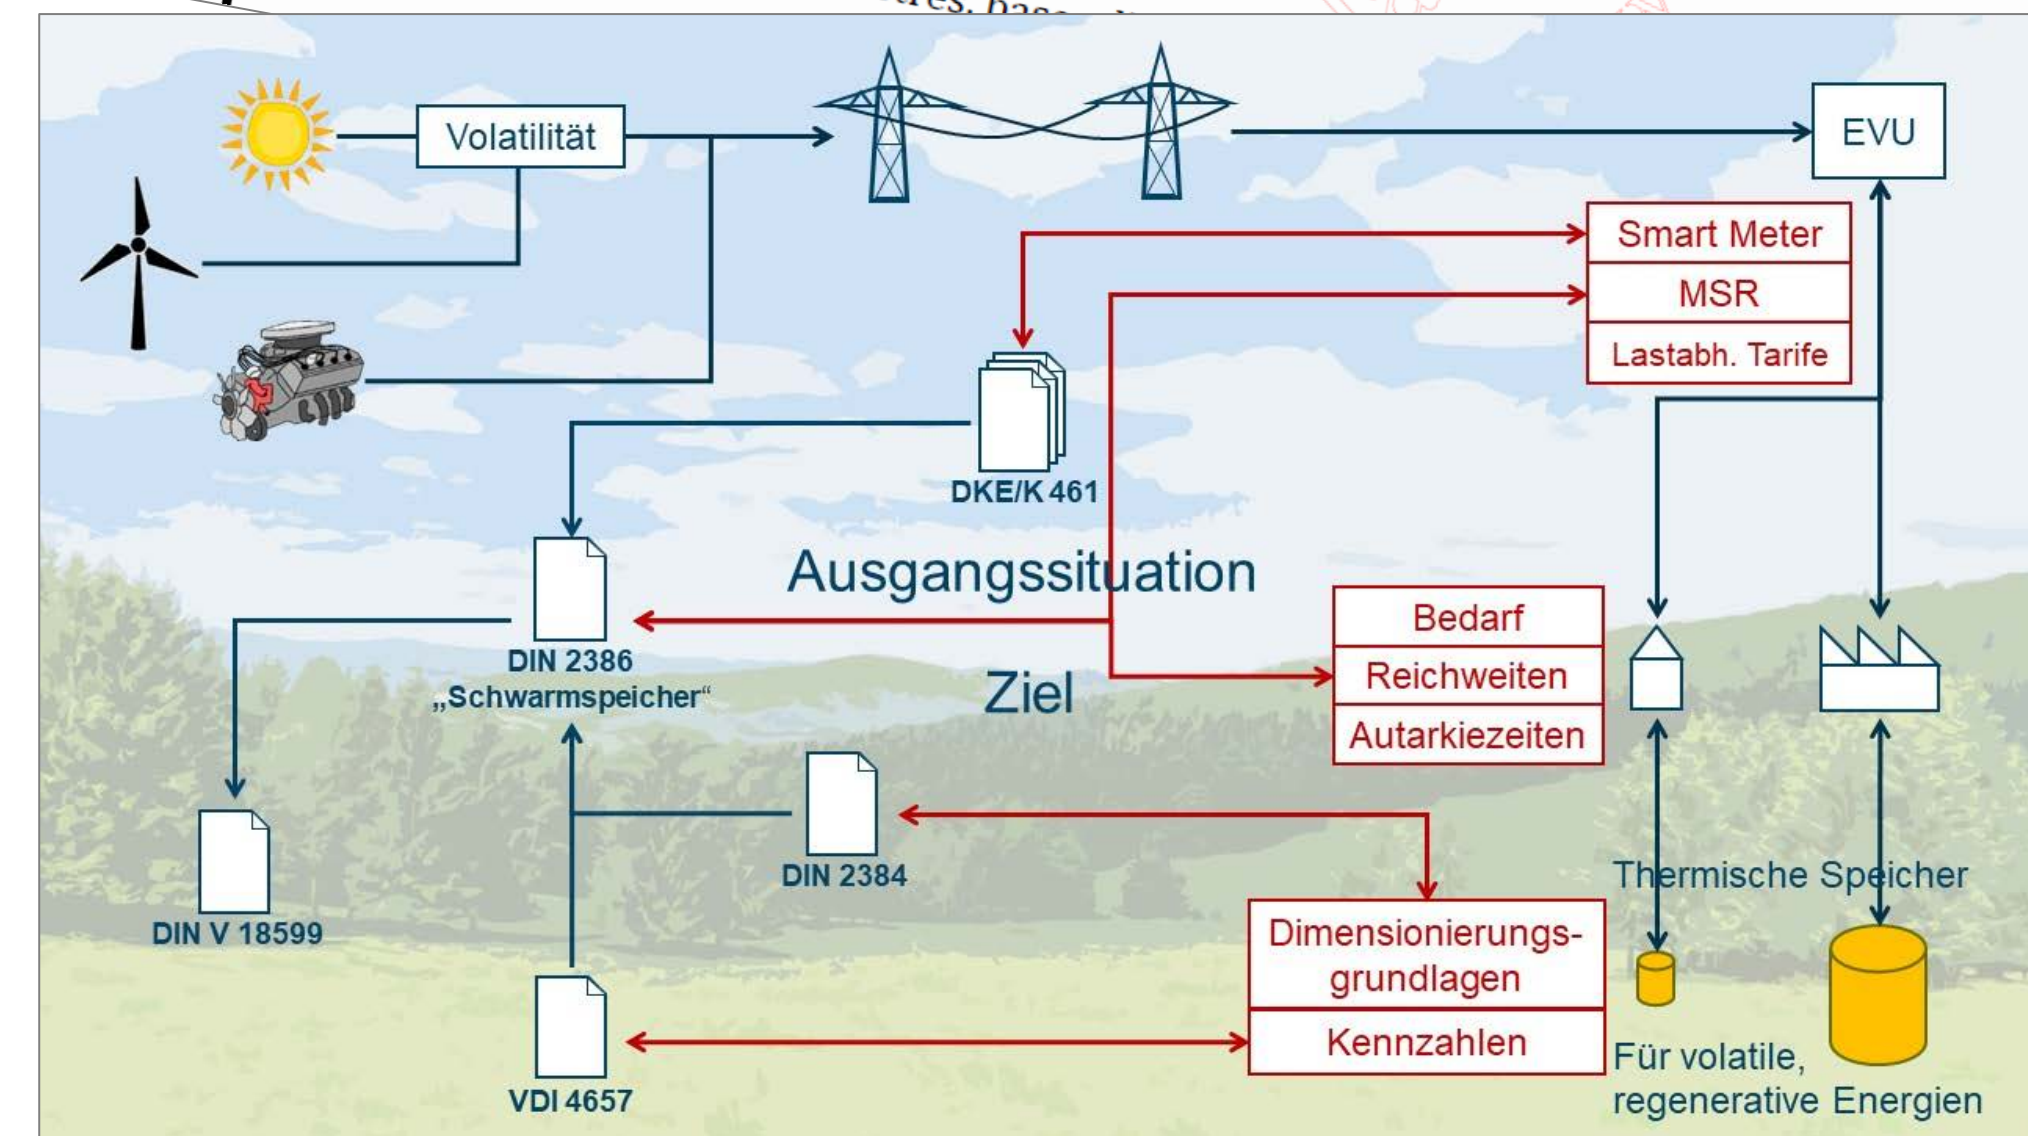 Volatilität
EVU
Smart Meter
MSR
Lastabh. Tarife
DKE/K 461
Ausgangssituation
Bedarf
DIN 2386
Reichweiten
„Schwarmspeicher“
Ziel
Autarkiezeiten
DIN 2384
Thermische Speicher
DIN V 18599
Dimensionierungs-
grundlagen
Kennzahlen
Für volatile,
VDI 4657
regenerative Energien